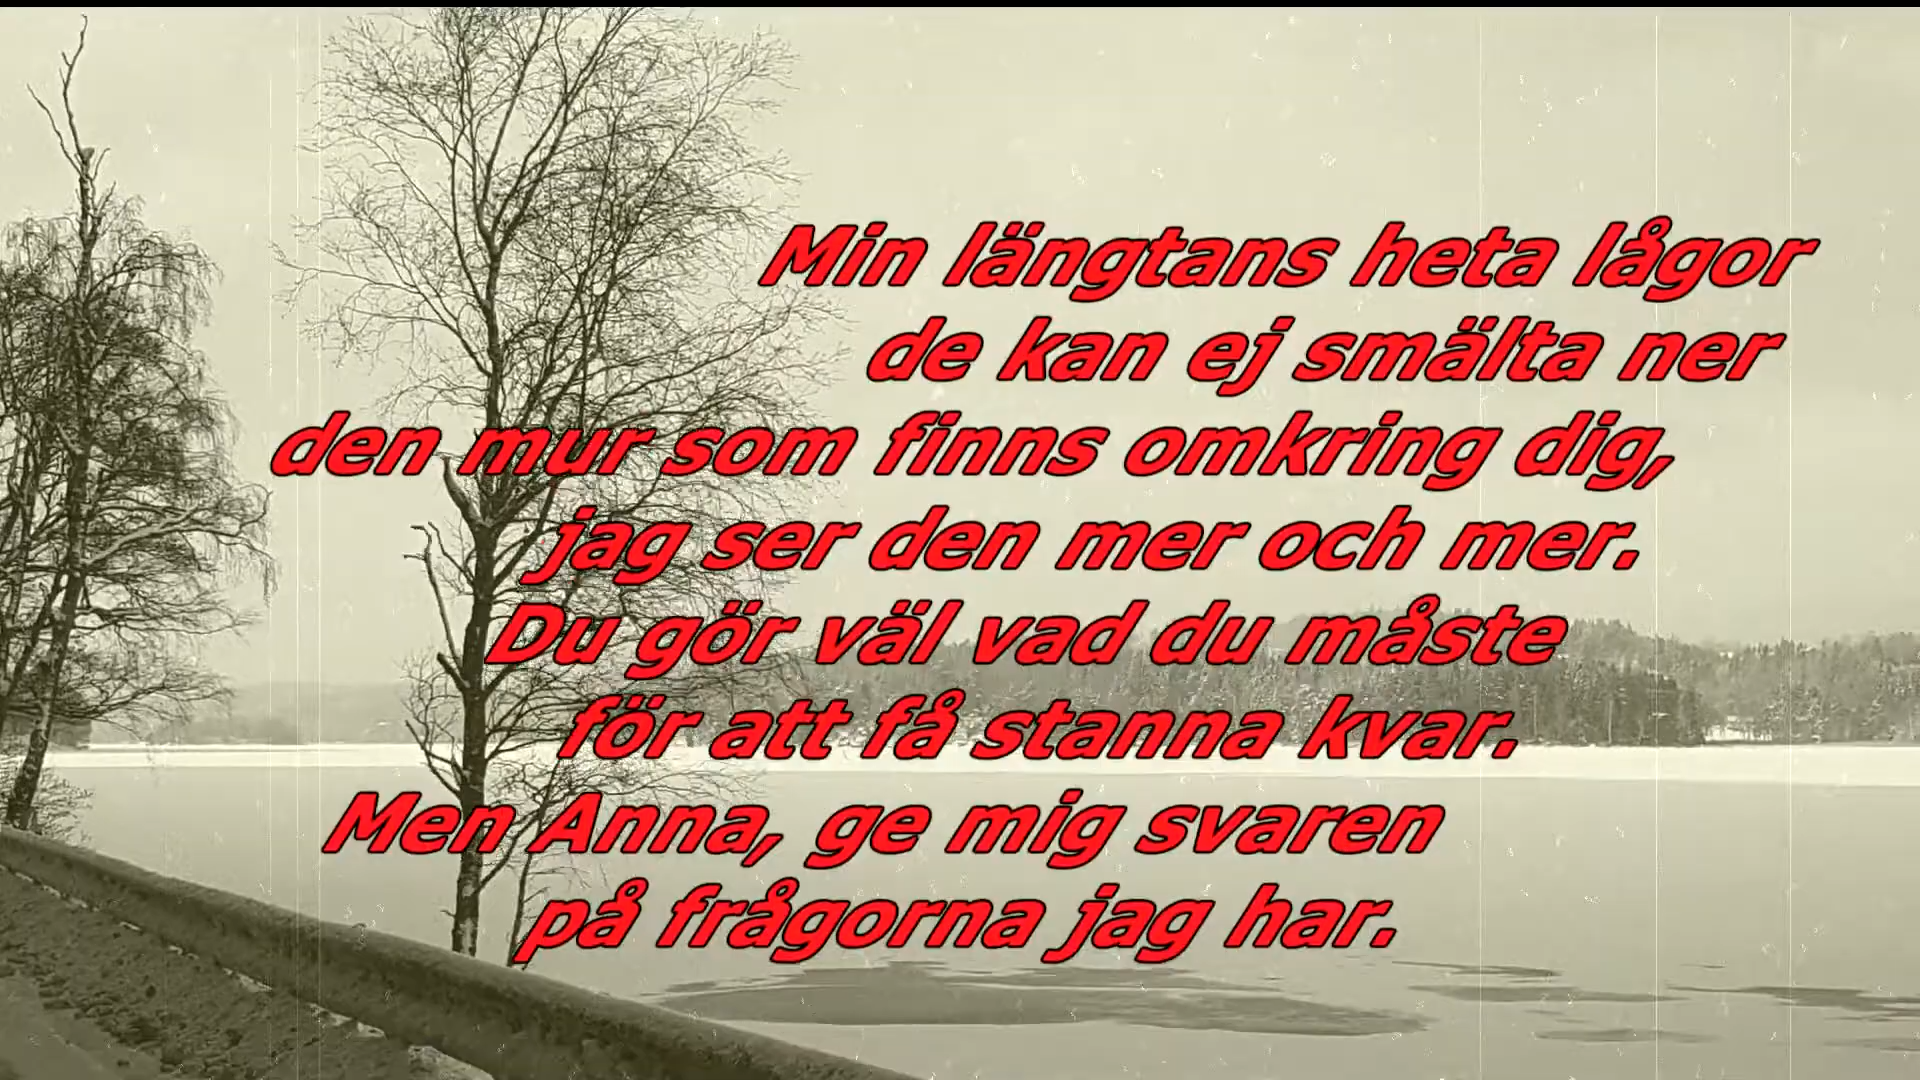 Min längtans heta lågor
de kan ej smälta ner
den mur som finns omkring dig,
jag ser den mer och mer.
Du gör väl vad du måste
för att få stanna kvar.
Men Anna, ge mig svaren
på frågorna jag har.